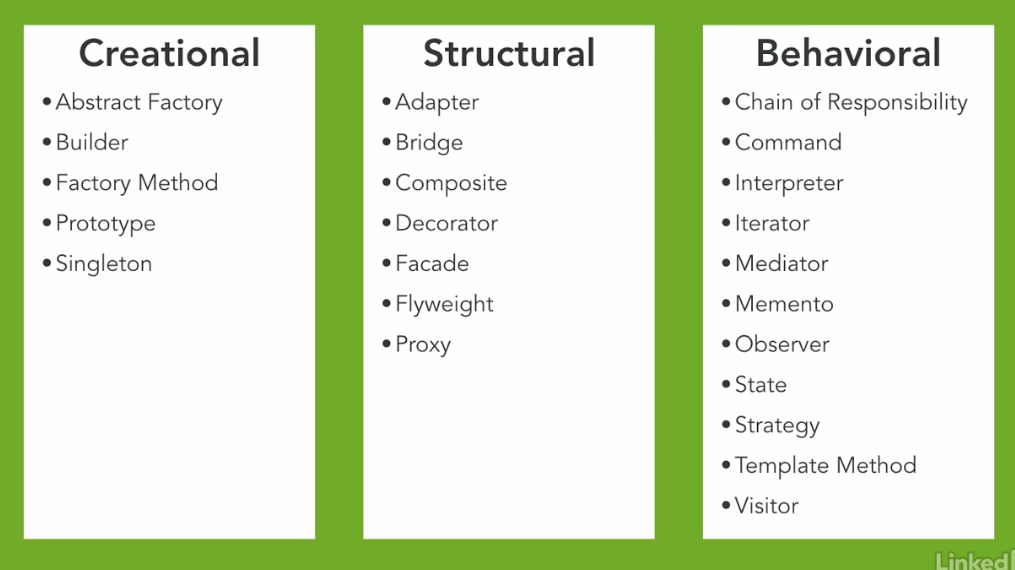 Creational
• Abstract Factory
• Builder
• Factory Method
• Prototype
• Singleton
Structural
• Adapter
• Bridge
• Composite
• Decorator
• Facade
• Flyweight
• Proxy
Behavioral
• Chain of Responsibility
• Command
• Interpreter
• Iterator
• Mediator
• Memento
• Observer
• State
• Strategy
• Template Method
• Visitor
Linked